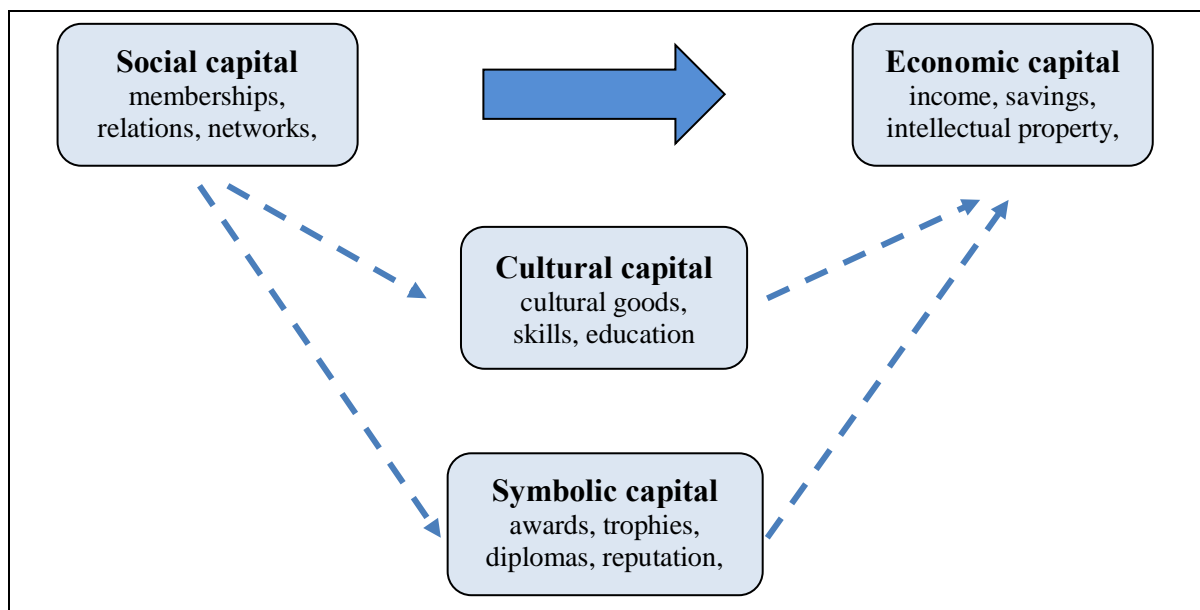 Social capital
memberships,
relations, networks,
Economic capital
income, savings,
intellectual property,
Cultural capital
cultural goods,
skills, education
Symbolic capital
awards, trophies,
diplomas, reputation,